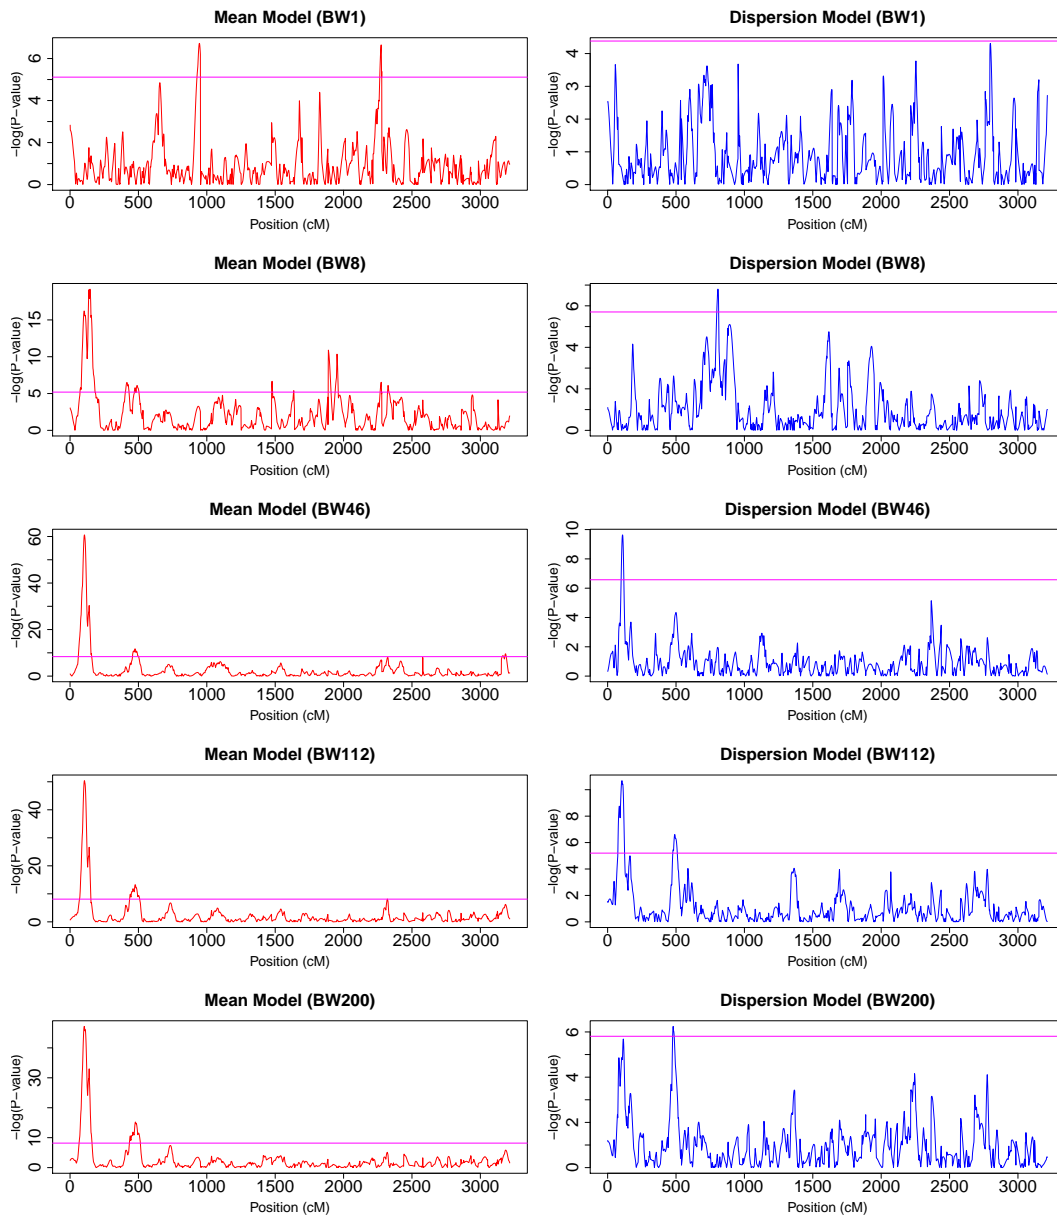 Mean Model (BW1)
−log(P−value)
0 2 4 6
0 500 1000 1500 2000 2500 3000
Position (cM)
Dispersion Model (BW1)
−log(P−value)
0 1 2 3 4
0 500 1000 1500 2000 2500 3000
Position (cM)
Mean Model (BW8)
−log(P−value)
0 5 10 15
0 500 1000 1500 2000 2500 3000
Position (cM)
Dispersion Model (BW8)
−log(P−value)
0 2 4 6
0 500 1000 1500 2000 2500 3000
Position (cM)
Mean Model (BW46)
−log(P−value)
0 20 40 60
0 500 1000 1500 2000 2500 3000
Position (cM)
Dispersion Model (BW46)
−log(P−value)
0 2 4 6 8 10
0 500 1000 1500 2000 2500 3000
Position (cM)
Mean Model (BW112)
−log(P−value)
0 20 40
0 500 1000 1500 2000 2500 3000
Position (cM)
Dispersion Model (BW112)
−log(P−value)
0 2 4 6 8
0 500 1000 1500 2000 2500 3000
Position (cM)
Mean Model (BW200)
−log(P−value)
0 10 30
0 500 1000 1500 2000 2500 3000
Position (cM)
Dispersion Model (BW200)
−log(P−value)
0 2 4 6
0 500 1000 1500 2000 2500 3000
Position (cM)